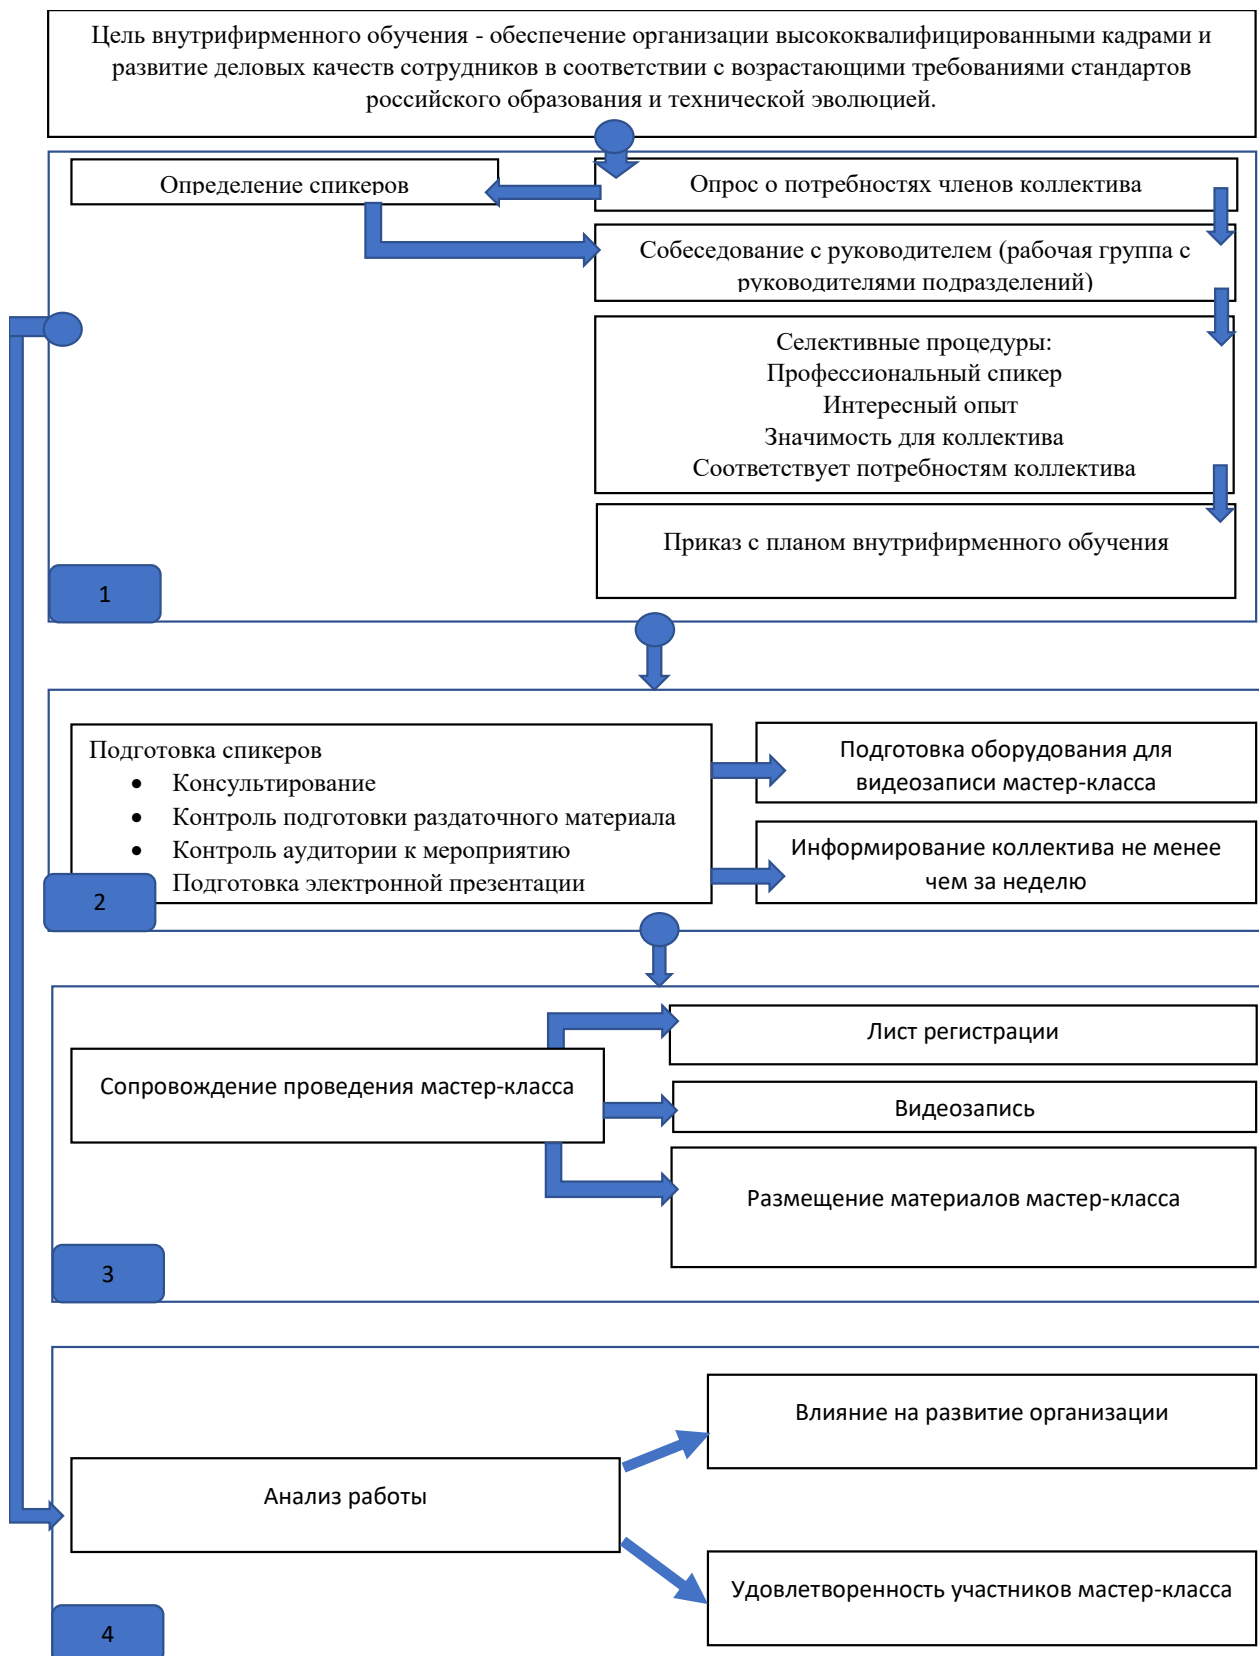 Цель внутрифирменного обучения - обеспечение организации высококвалифицированными кадрами и
развитие деловых качеств сотрудников в соответствии с возрастающими требованиями стандартов
российского образования и технической эволюцией.
Определение спикеров
Опрос о потребностях членов коллектива
Собеседование с руководителем (рабочая группа с
руководителями подразделений)
Селективные процедуры:
Профессиональный спикер
Интересный опыт
Значимость для коллектива
Соответствует потребностям коллектива
Приказ с планом внутрифирменного обучения
1
Подготовка спикеров
• Консультирование
• Контроль подготовки раздаточного материала
• Контроль аудитории к мероприятию
Подготовка электронной презентации
Подготовка оборудования для
видеозаписи мастер-класса
Информирование коллектива не менее
чем за неделю
2
Сопровождение проведения мастер-класса
Лист регистрации
Видеозапись
Размещение материалов мастер-класса
3
Анализ работы
Влияние на развитие организации
Удовлетворенность участников мастер-класса
4